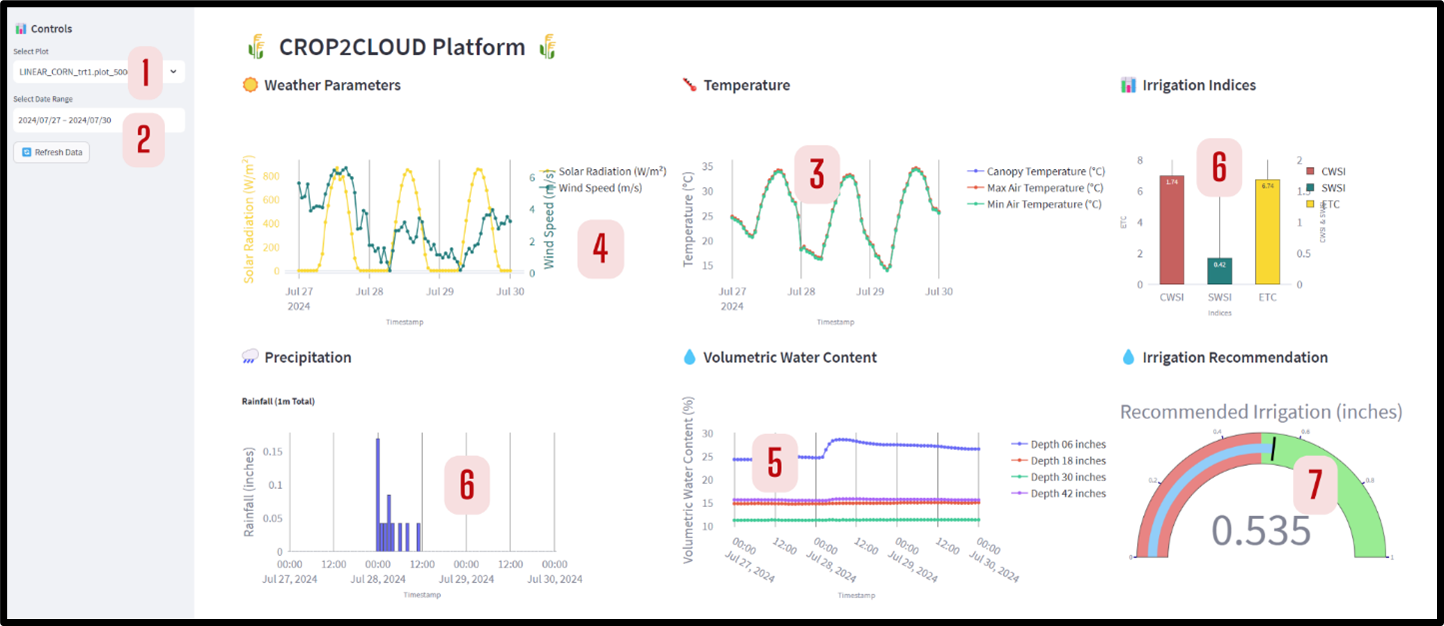 Controls
Select Plot
LINEAR_CORN_trt1.plot_500
1
Select Date Range
2024/07/27 – 2024/07/30
2
Refresh Data
CROP2CLOUD Platform
Weather Parameters
Solar Radiation (W/m²)
800
600
400
200
0
6
4
2
0
Wind Speed (m/s)
Solar Radiation (W/m²)
Wind Speed (m/s)
4
Jul 27
2024
Jul 28
Jul 29
Jul 30
Timestamp
Temperature
Temperature (°C)
35
30
25
20
15
3
Canopy Temperature (°C)
Max Air Temperature (°C)
Min Air Temperature (°C)
Jul 27
2024
Jul 28
Jul 29
Jul 30
Timestamp
Irrigation Indices
ETC
8
6
4
2
0
1.74
0.42
6.74
6
2
1.5
1
0.5
0
CWSI & SWSI
CWSI
SWSI
ETC
CWSI
SWSI
ETC
Indices
Precipitation
Rainfall (1m Total)
Rainfall (inches)
0.15
0.1
0.05
0
6
00:00
Jul 27, 2024
12:00
00:00
Jul 28, 2024
12:00
00:00
Jul 29, 2024
12:00
00:00
Jul 30, 2024
Timestamp
Volumetric Water Content
Volumetric Water Content (%)
30
25
20
15
10
5
Depth 06 inches
Depth 18 inches
Depth 30 inches
Depth 42 inches
00:00
Jul 27, 2024
12:00
00:00
Jul 28, 2024
12:00
00:00
Jul 29, 2024
12:00
00:00
Jul 30, 2024
Timestamp
Irrigation Recommendation
Recommended Irrigation (inches)
0
0.2
0.4
0.6
0.8
1
7
0.535